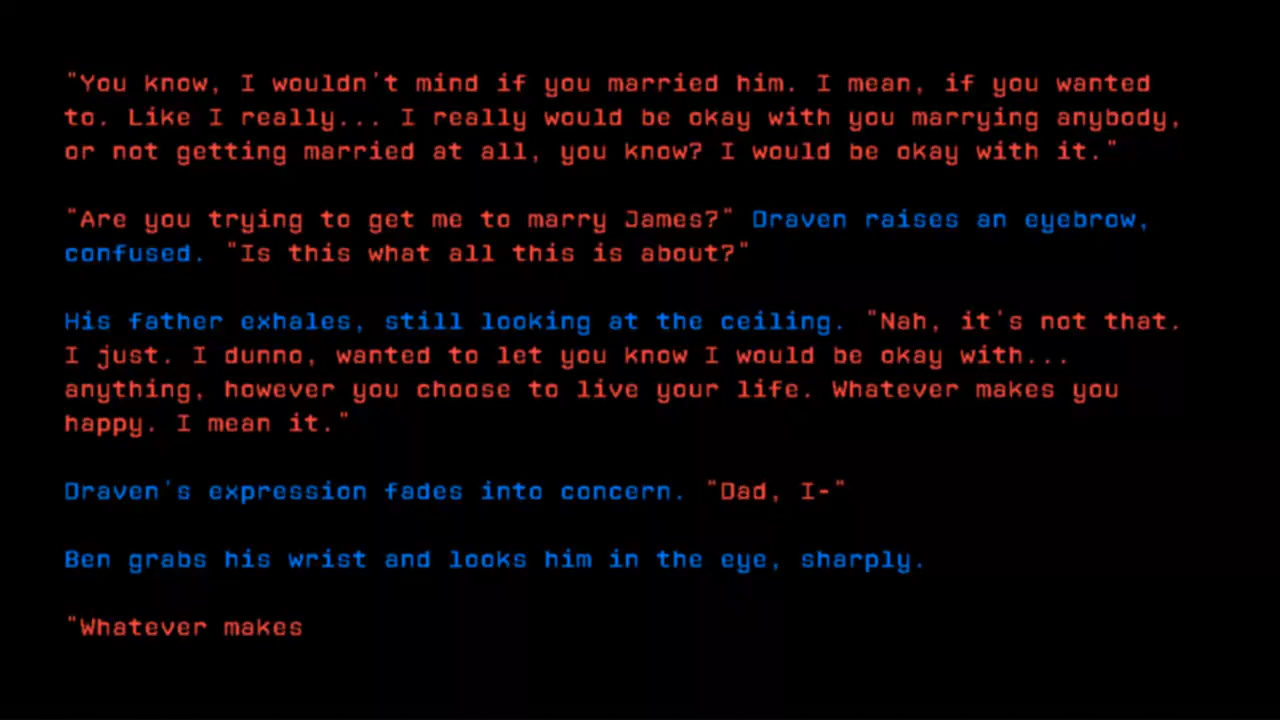 "You know, I wouldn't mind if you married him. I mean, if you wanted
to. Like I really... I really would be okay with you marrying anybody,
or not getting married at all, you know? I would be okay with it."
"Are you trying to get me to marry James?" Draven raises an eyebrow,
confused. "Is this what all this is about?"
His father exhales, still looking at the ceiling. "Nah, it's not that.
I just. I dunno, wanted to let you know I would be okay with...
anything, however you choose to live your life. Whatever makes you
happy. I mean it."
Draven's expression fades into concern. "Dad, I-"
Ben grabs his wrist and looks him in the eye, sharply.
"Whatever makes